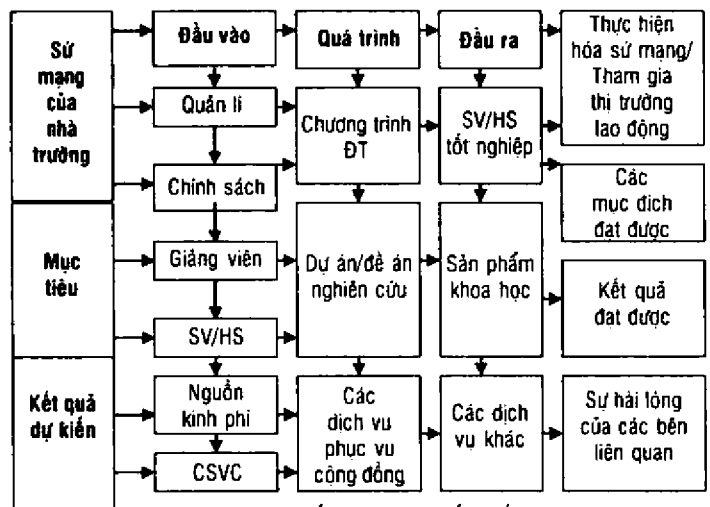 Sứ
mạng
của
nhà
trường
Mục
tiêu
Kết quả
dự kiến
Đầu vào
Quản lí
Chính sách
Giảng viên
SV/HS
Nguồn
kinh phí
CSVC
Quá trình
Chương trình
ĐT
Dự án/đề án
nghiên cứu
Các
dịch vụ
phục vụ
cộng đồng
Đầu ra
SV/HS
tốt nghiệp
Sản phẩm
khoa học
Các dịch
vụ khác
Thực hiện
hóa sứ mạng/
Tham gia
thị trường
lao động
Các
mục đích
đạt được
Kết quả
đạt được
Sự hài lòng
của các bên
liên quan